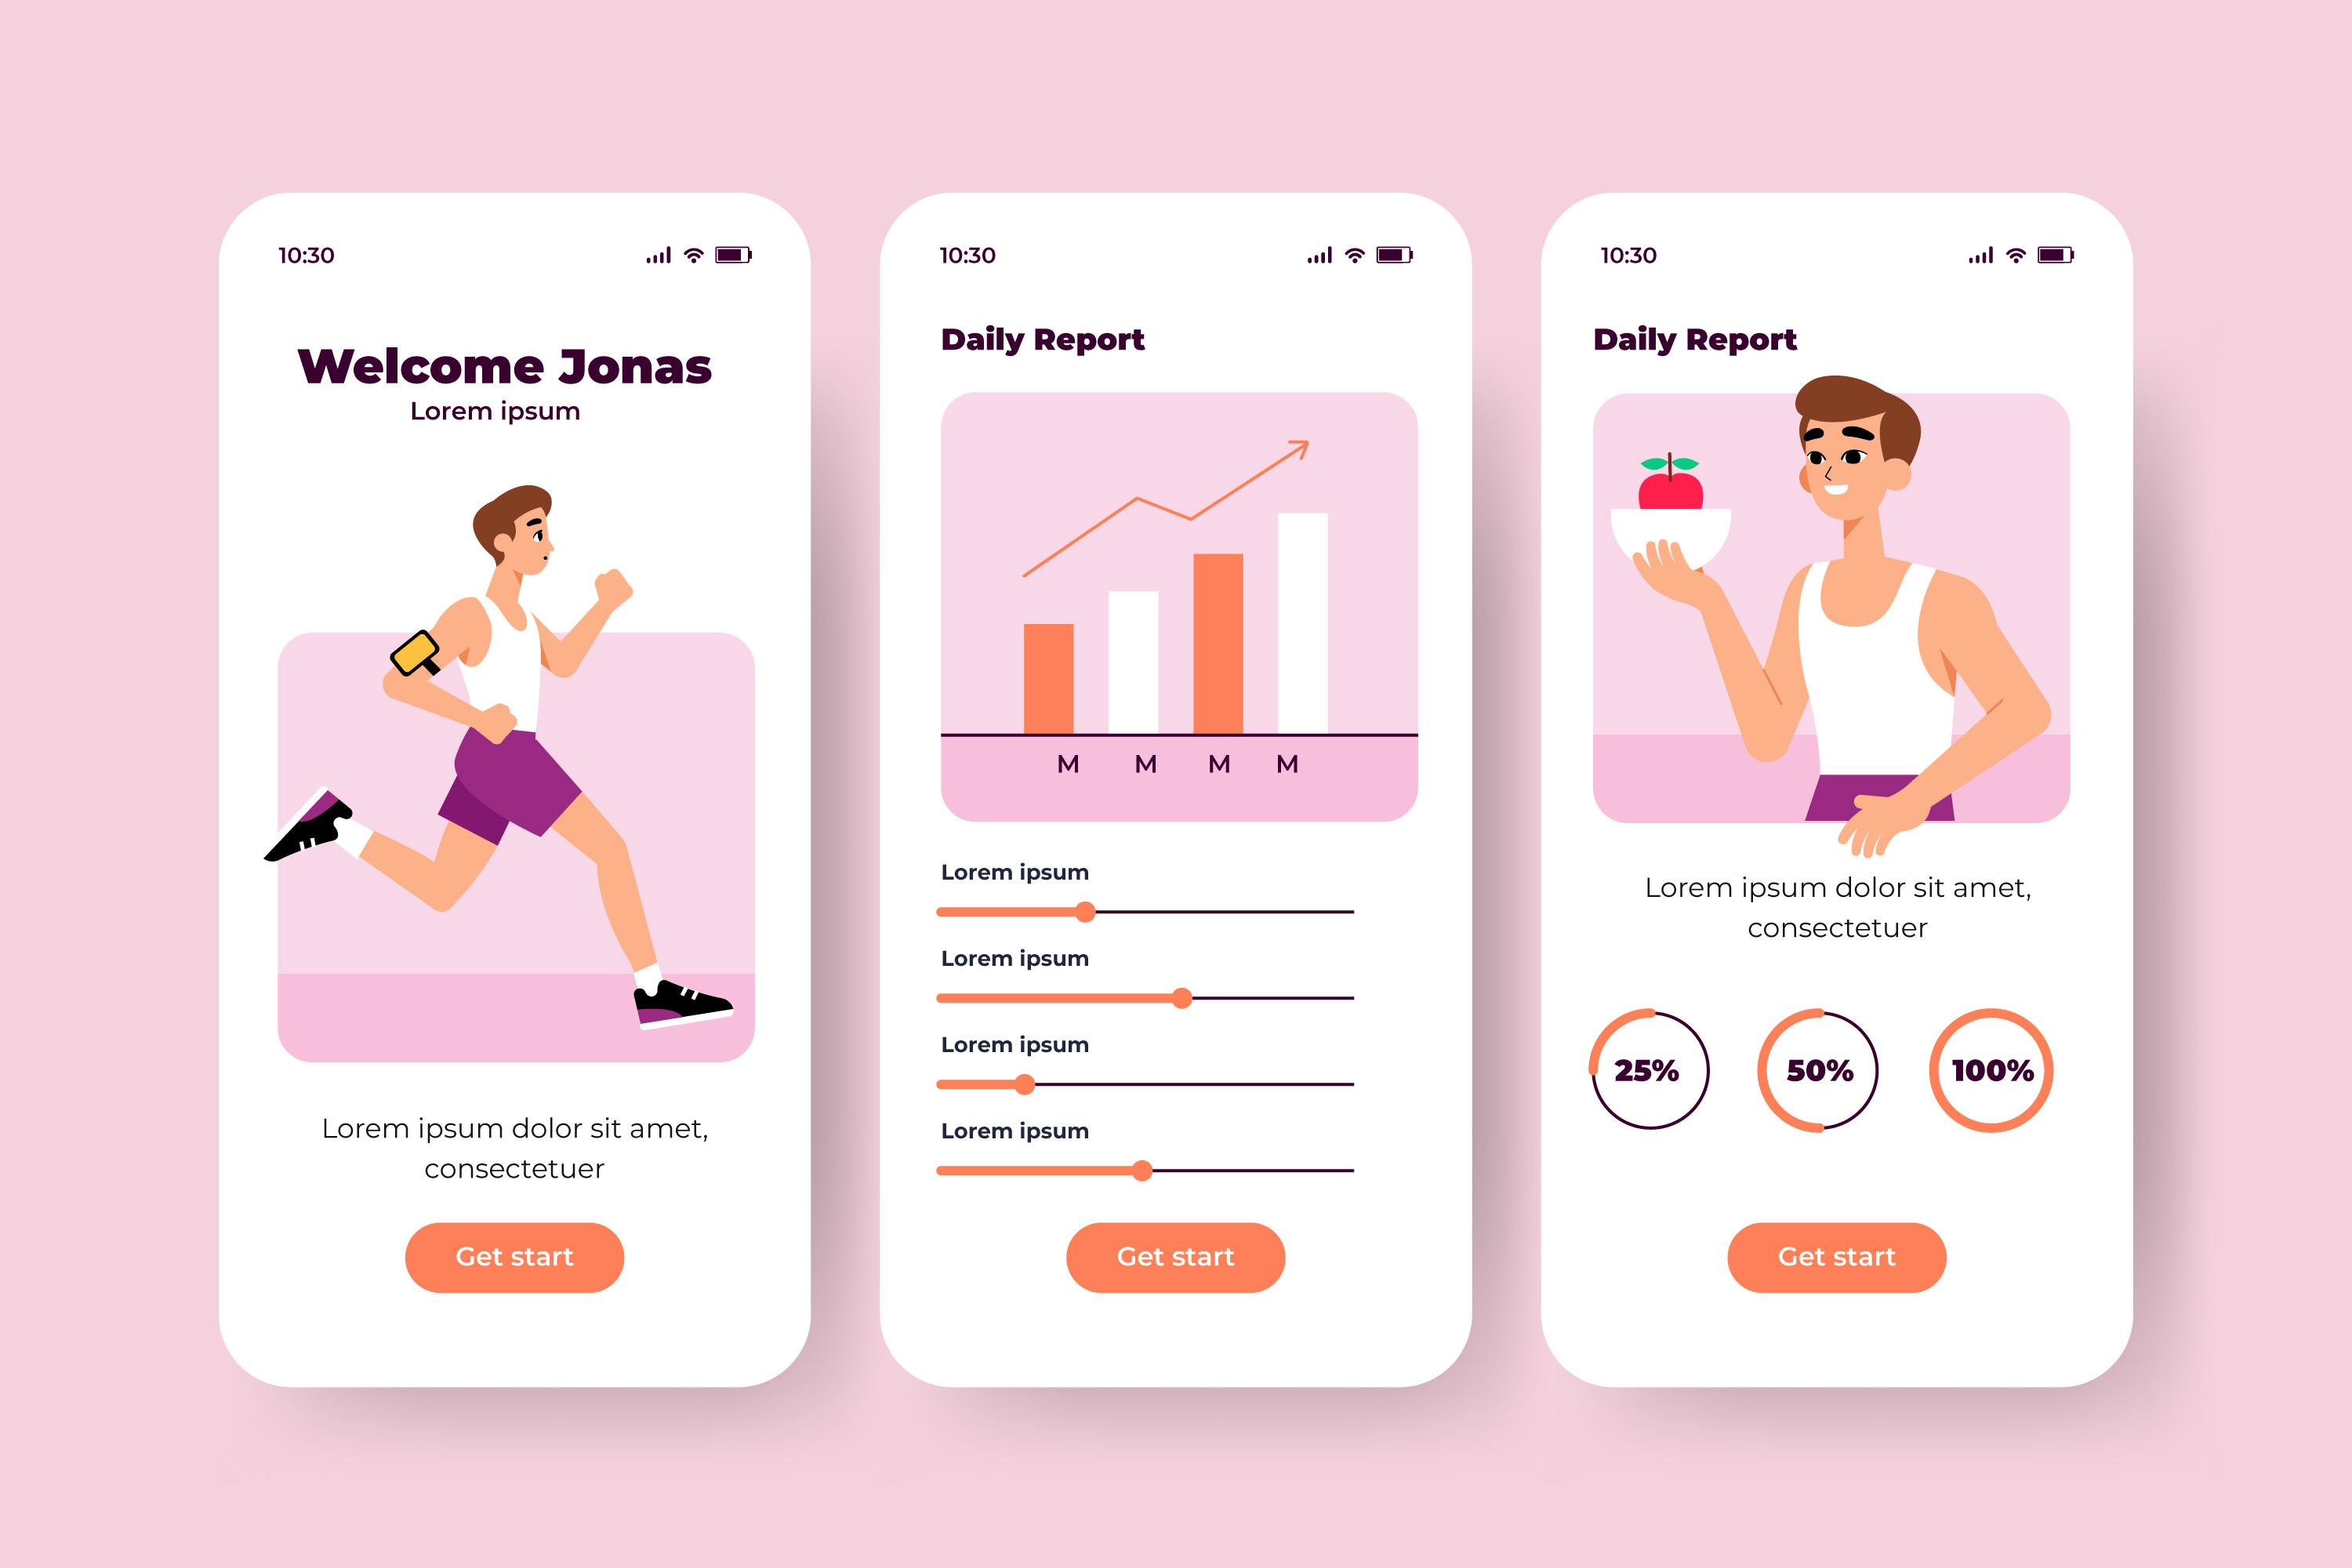 10:30
Welcome Jonas
Lorem ipsum
Lorem ipsum dolor sit amet,
consectetuer
Get start
10:30
Daily Report
M M M M
Lorem ipsum
Lorem ipsum
Lorem ipsum
Lorem ipsum
Get start
10:30
Daily Report
Lorem ipsum dolor sit amet,
consectetuer
25% 50% 100%
Get start